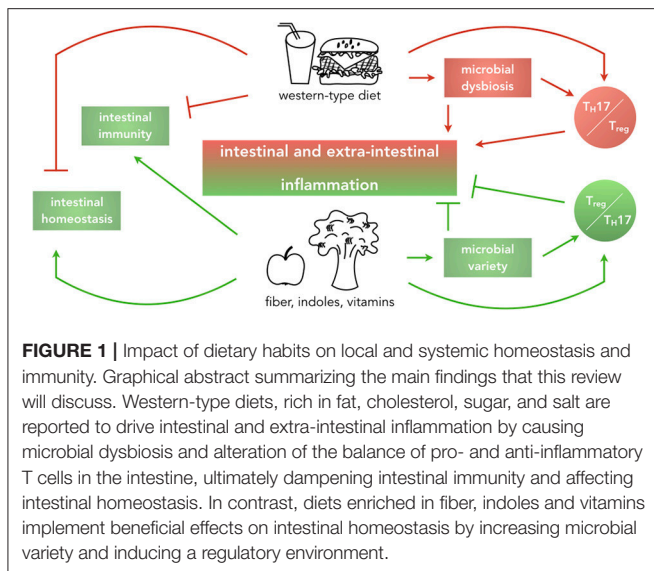 western-type diet
microbial
dysbiosis
TH17
Treg
intestinal
immunity
intestinal and extra-intestinal
inflammation
intestinal
homeostasis
Treg
TH17
microbial
variety
fiber, indoles, vitamins
FIGURE 1 | Impact of dietary habits on local and systemic homeostasis and
immunity. Graphical abstract summarizing the main findings that this review
will discuss. Western-type diets, rich in fat, cholesterol, sugar, and salt are
reported to drive intestinal and extra-intestinal inflammation by causing
microbial dysbiosis and alteration of the balance of pro- and anti-inflammatory
T cells in the intestine, ultimately dampening intestinal immunity and affecting
intestinal homeostasis. In contrast, diets enriched in fiber, indoles and vitamins
implement beneficial effects on intestinal homeostasis by increasing microbial
variety and inducing a regulatory environment.